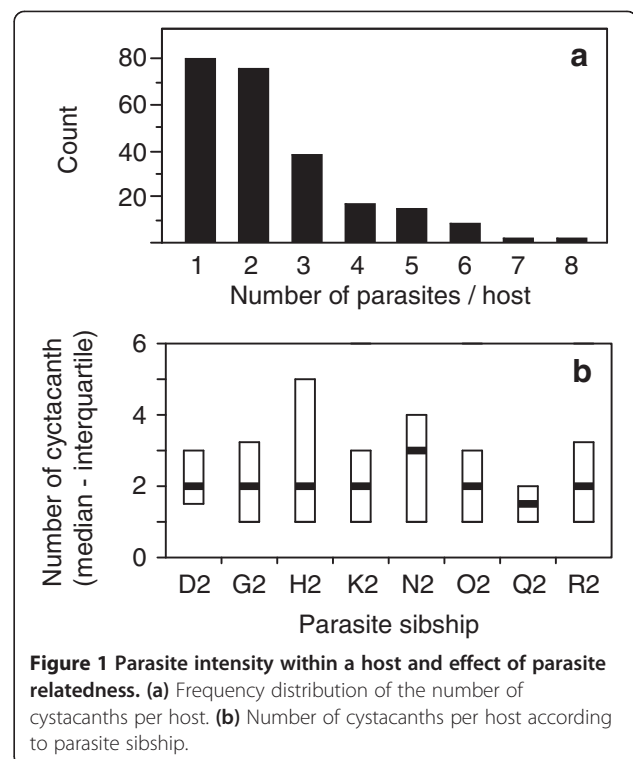 a
80
60
40
20
Count
1 2 3 4 5 6 7 8
Number of parasites / host
b
6
4
2
0
Number of cyctacanth
(median - interquartile)
D2 G2 H2 K2 N2 O2 Q2 R2
Parasite sibship
Figure 1 Parasite intensity within a host and effect of parasite
relatedness. (a) Frequency distribution of the number of
cystacanths per host. (b) Number of cystacanths per host according
to parasite sibship.